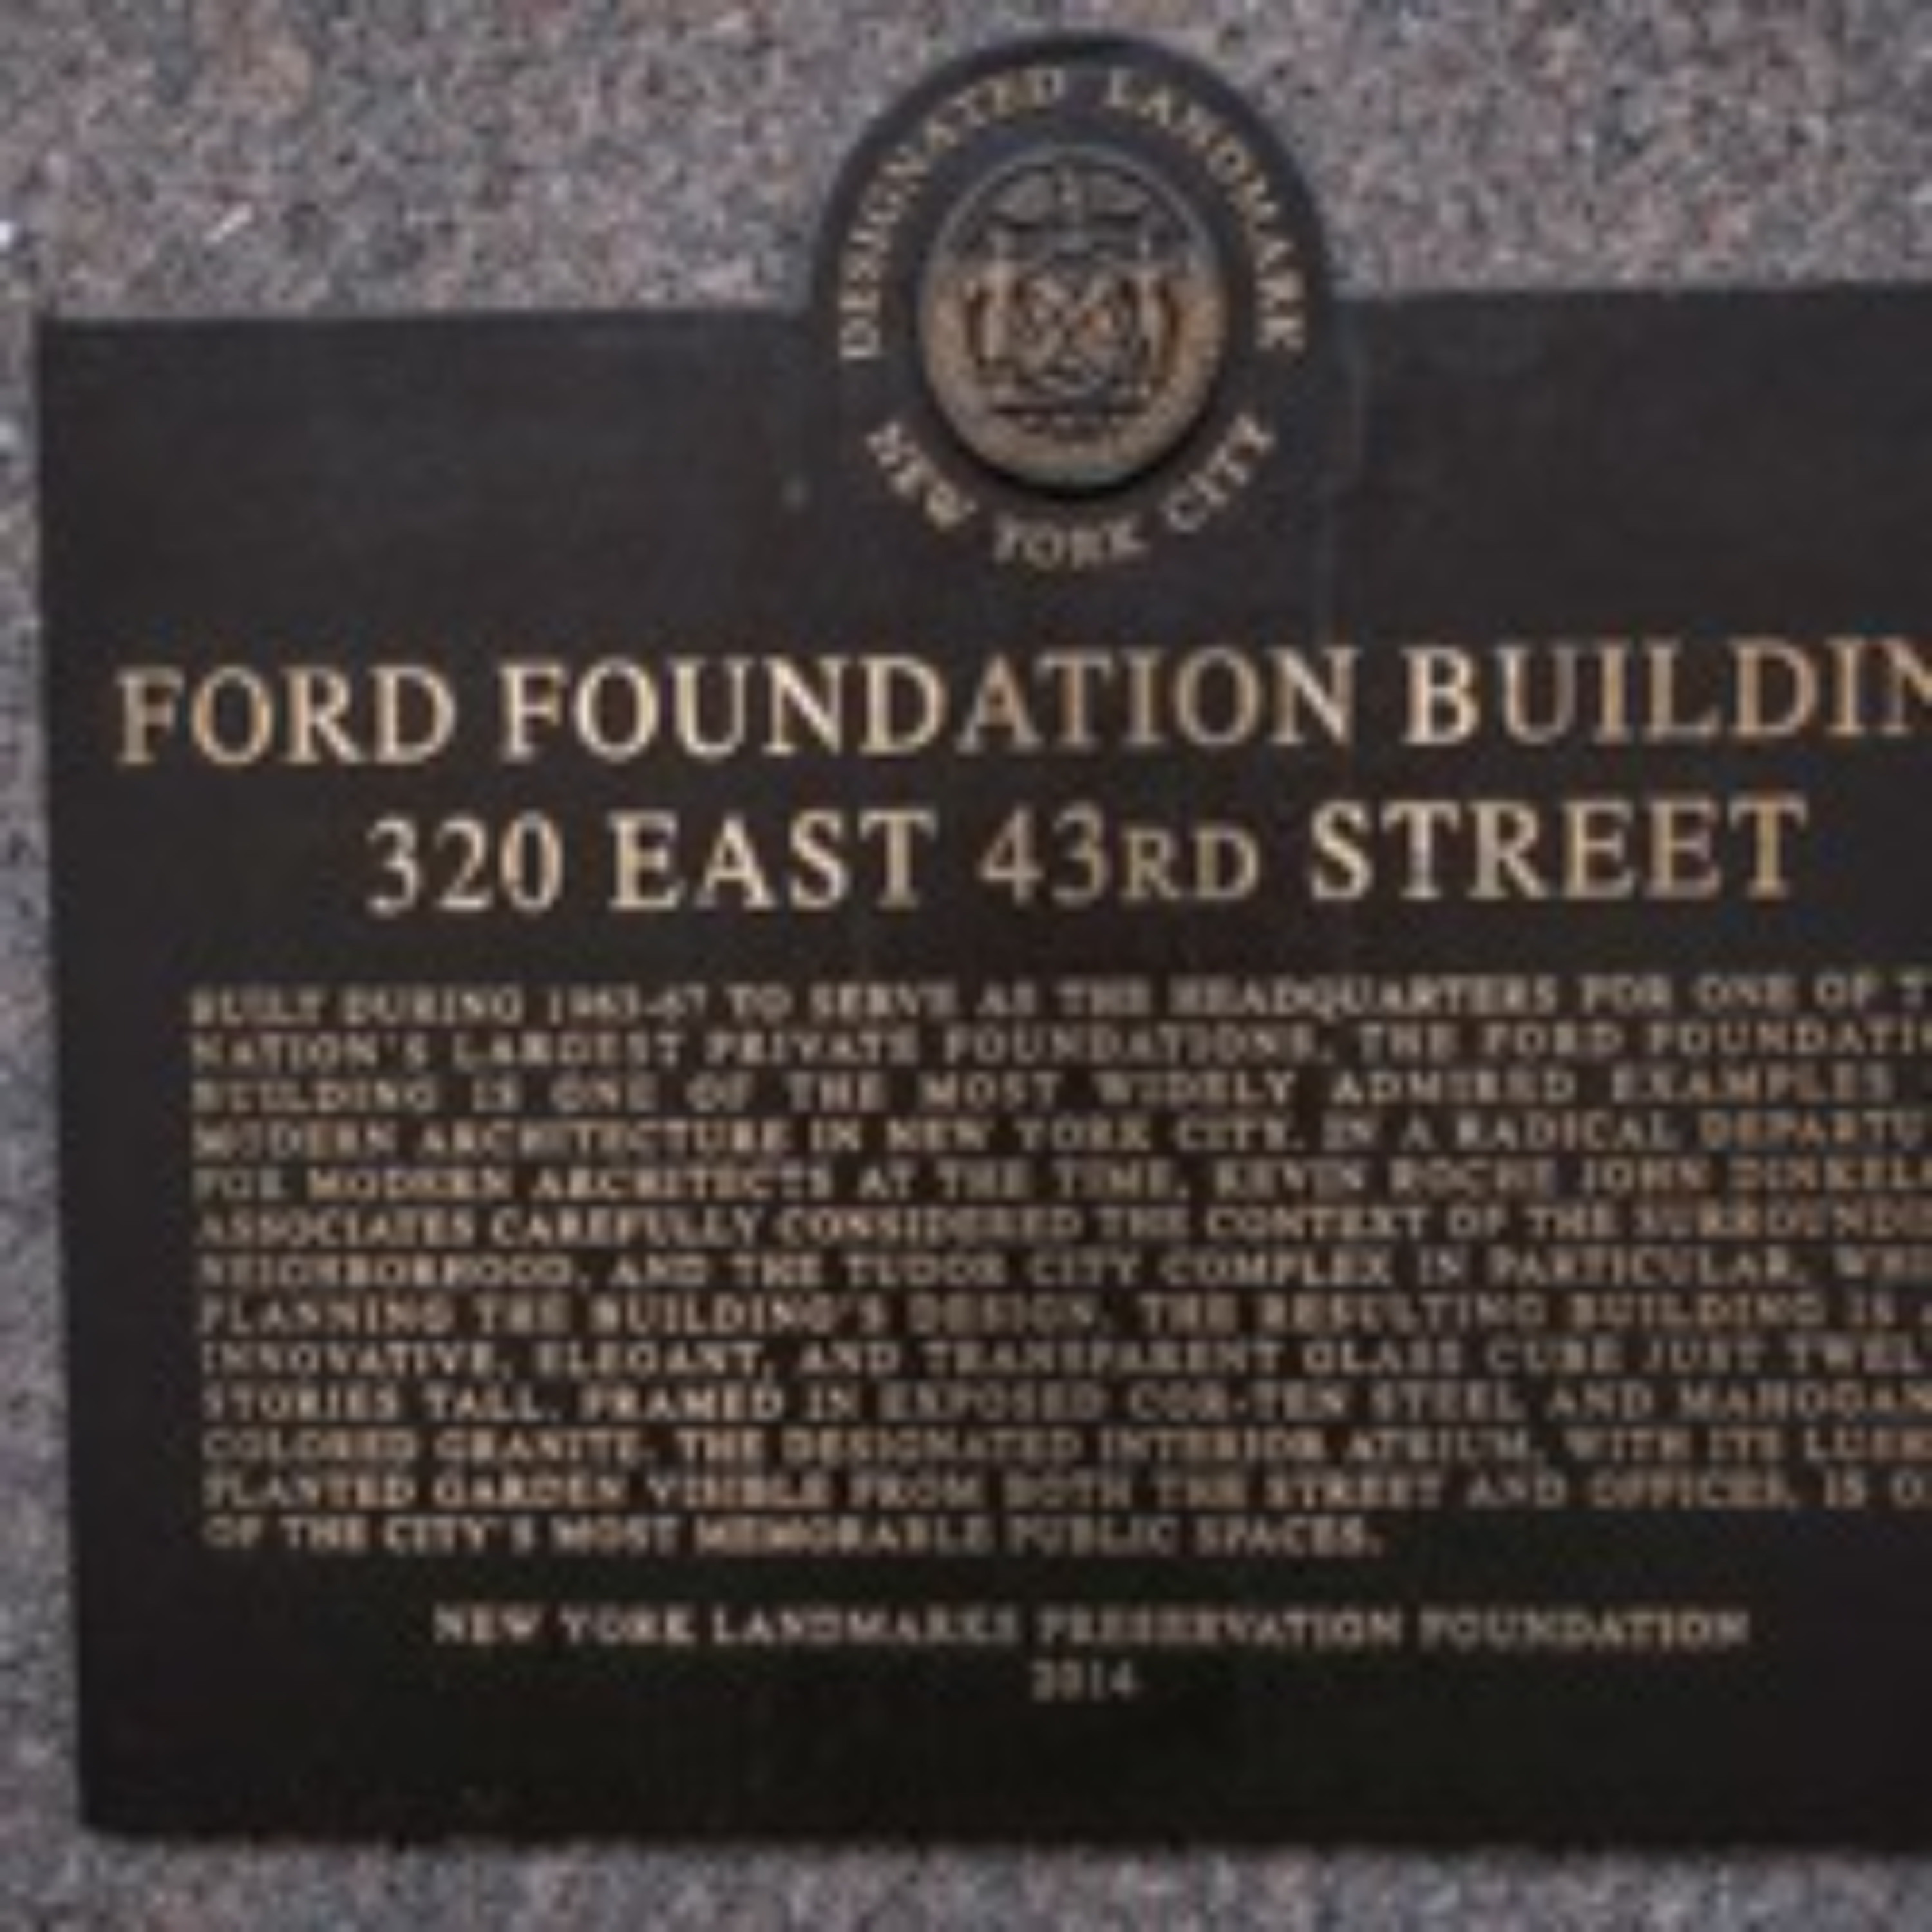 DESIGNATED LANDMARK
NEW YORK CITY
FORD FOUNDATION BUILDIN
320 EAST 43RD STREET
BUILT DURING 1963-67 TO SERVE AS THE HEADQUARTERS FOR ONE OF T
NATION'S LARGEST PRIVATE FOUNDATIONS, THE FORD FOUNDATIO
BUILDING IS ONE OF THE MOST WIDELY ADMIRED EXAMPLES
MODERN ARCHITECTURE IN NEW YORK CITY. IN A RADICAL DEPARTU
FOR MODERN ARCHITECTS AT THE TIME, KEVIN ROCHE JOHN DINKELO
ASSOCIATES CAREFULLY CONSIDERED THE CONTEXT OF THE SURROUNDI
NEIGHBORHOOD, AND THE TUDOR CITY COMPLEX IN PARTICULAR, WHI
PLANNING THE BUILDING'S DESIGN. THE RESULTING BUILDING IS
INNOVATIVE, ELEGANT, AND TRANSPARENT GLASS CUBE JUST TWEL
STORIES TALL, FRAMED IN EXPOSED COR-TEN STEEL AND MAHOGAN
COLORED GRANITE. THE DESIGNATED INTERIOR ATRIUM, WITH ITS LUSH
PLANTED GARDEN VISIBLE FROM BOTH THE STREET AND OFFICES, IS O
OF THE CITY'S MOST MEMORABLE PUBLIC SPACES.
NEW YORK LANDMARKS PRESERVATION FOUNDATION
2014